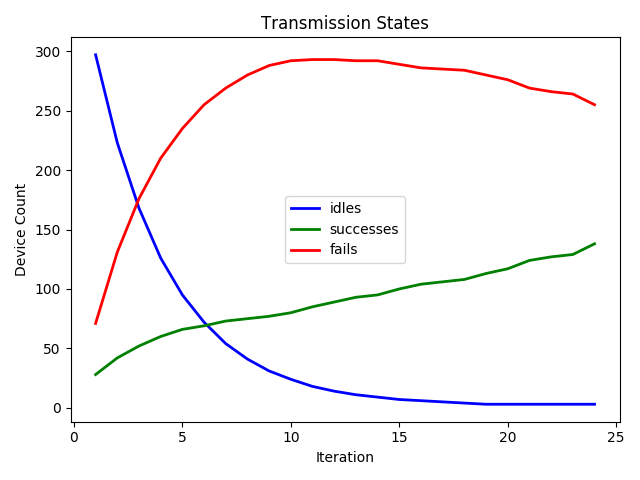 Transmission States
Device Count
300
250
200
150
100
50
0
idles
successes
fails
0 5 10 15 20 25
Iteration